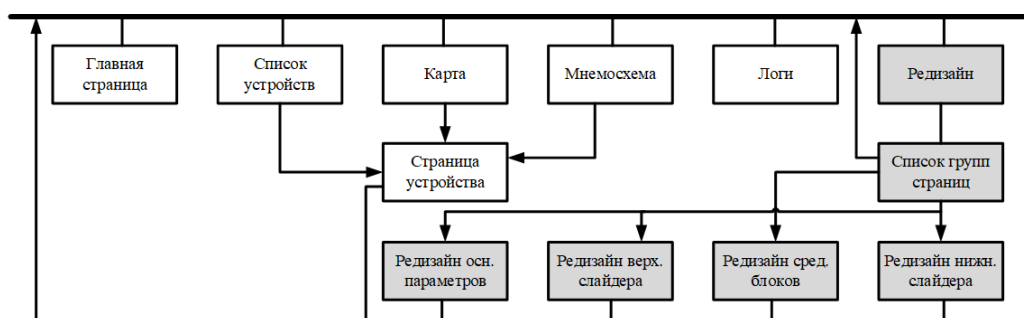 Главная
страница
Список
устройств
Карта
Мнемосхема
Логи
Редизайн
Страница
устройства
Список групп
страниц
Редизайн осн.
параметров
Редизайн верх.
слайдера
Редизайн сред.
блоков
Редизайн нижн.
слайдера